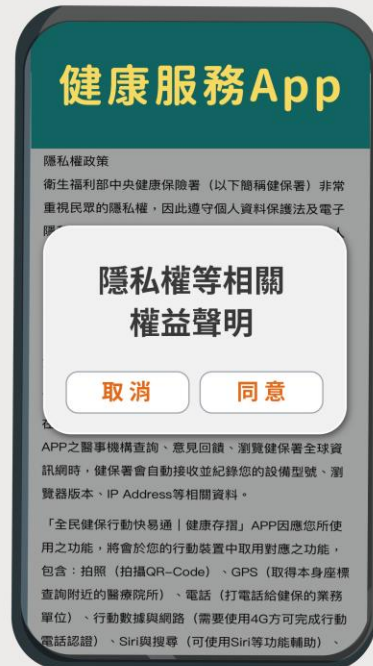 健康服務App
隱私權政策
衛生福利部中央健康保險署（以下簡稱健保署）非常
重視民眾的隱私權，因此遵守個人資料保護法及電子
隱私權等相關
權益聲明
取消
同意
APP之醫事機構查詢、意見回饋、瀏覽健保署全球資
訊網時，健保署會自動接收並紀錄您的設備型號、瀏
覽器版本、IP Address等相關資料。
「全民健保行動快易通｜健康存摺」APP因應您所使
用之功能，將會於您的行動裝置中取用對應之功能，
包含：拍照（拍攝QR-Code）、GPS（取得本身座標
查詢附近的醫療院所）、電話（打電話給健保的業務
單位）、行動數據與網路（需要使用4G方可完成行動
電話認證）、Siri與搜尋（可使用Siri等功能輔助）、